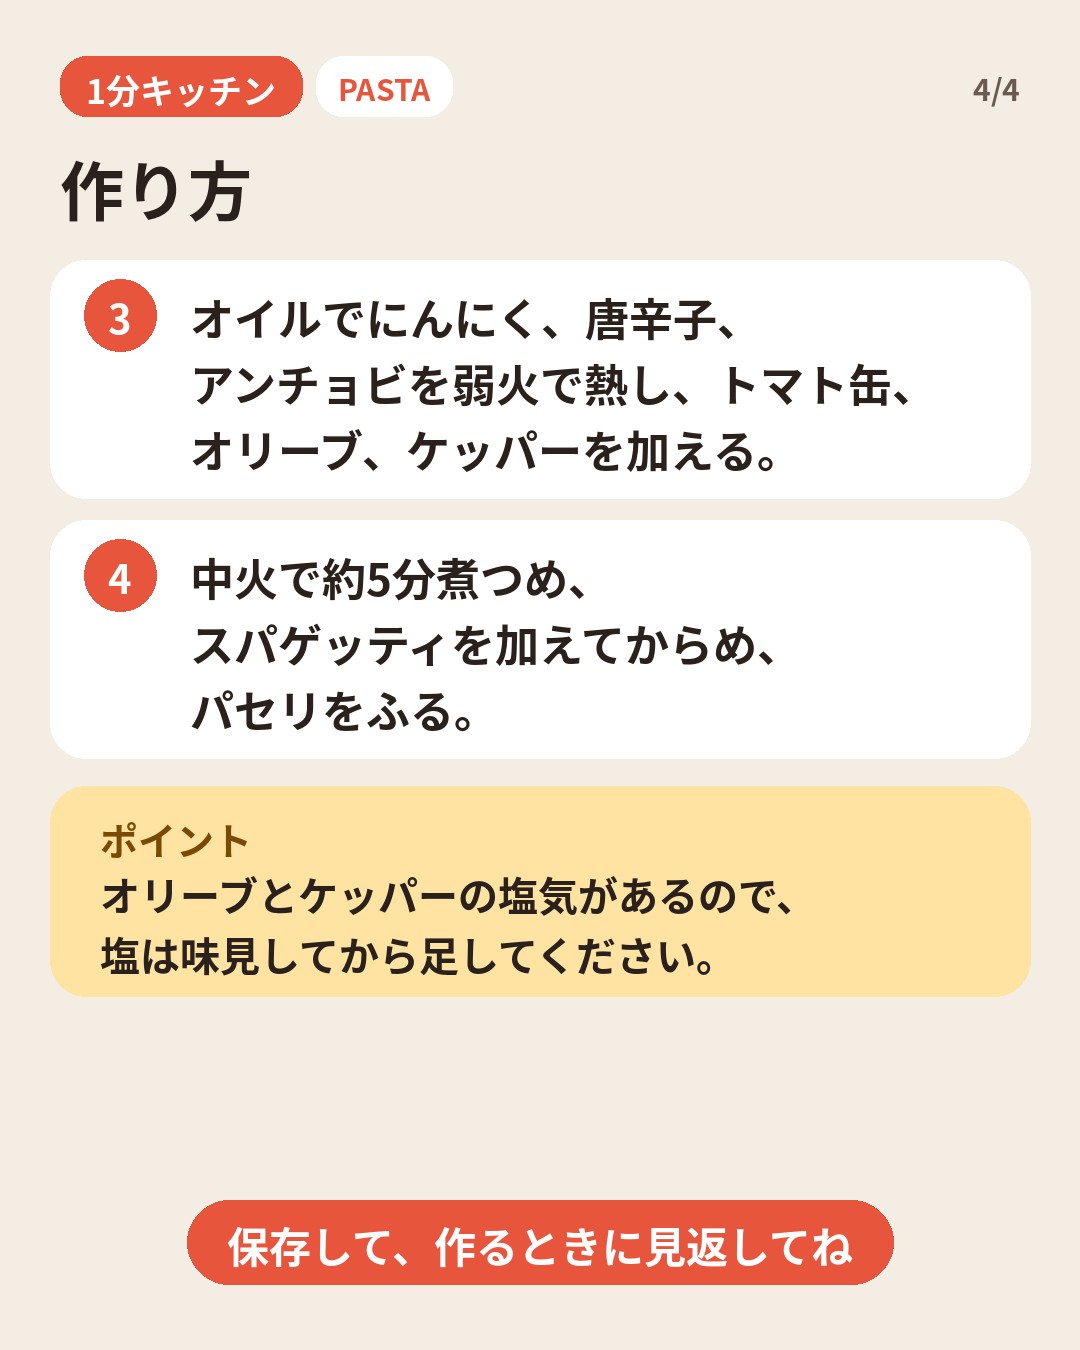 1分キッチン PASTA 4/4
作り方
3 オイルでにんにく、唐辛子、
アンチョビを弱火で熱し、トマト缶、
オリーブ、ケッパーを加える。
4 中火で約5分煮つめ、
スパゲッティを加えてからめ、
パセリをふる。
ポイント
オリーブとケッパーの塩気があるので、
塩は味見してから足してください。
保存して、作るときに見返してね